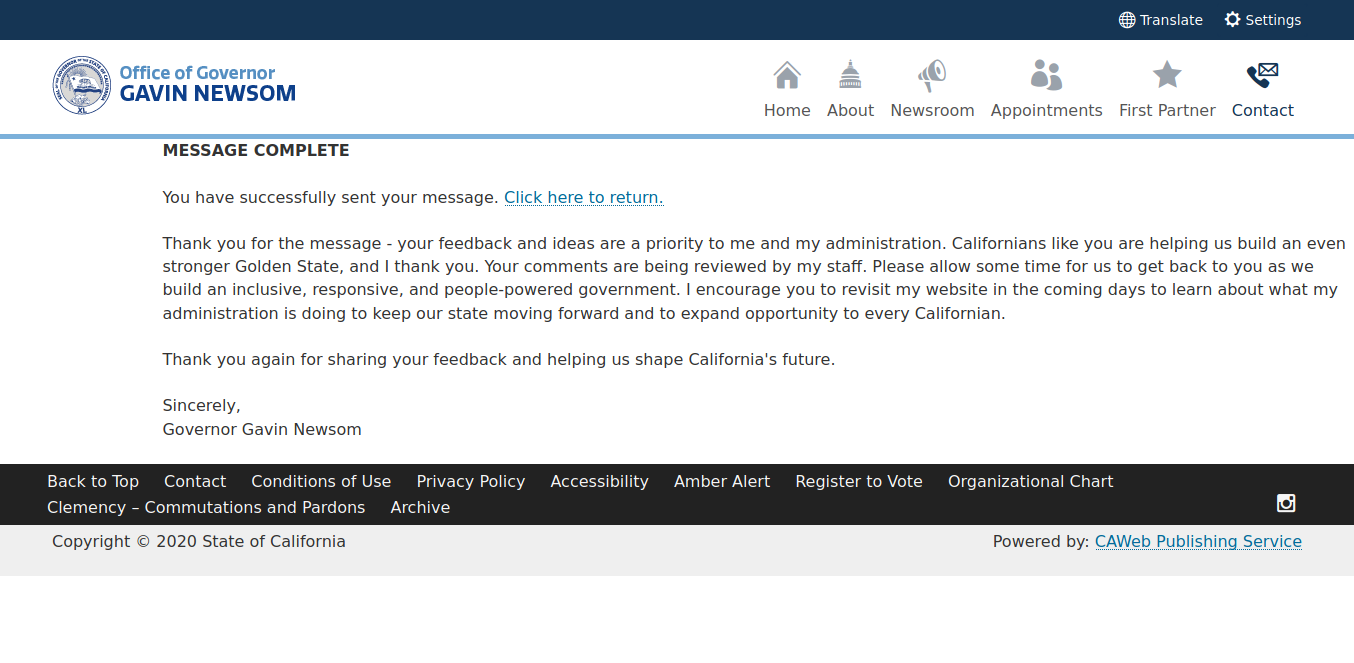 Translate Settings
Office of Governor
GAVIN NEWSOM
Home About Newsroom Appointments First Partner Contact
MESSAGE COMPLETE
You have successfully sent your message. Click here to return.
Thank you for the message - your feedback and ideas are a priority to me and my administration. Californians like you are helping us build an even
stronger Golden State, and I thank you. Your comments are being reviewed by my staff. Please allow some time for us to get back to you as we
build an inclusive, responsive, and people-powered government. I encourage you to revisit my website in the coming days to learn about what my
administration is doing to keep our state moving forward and to expand opportunity to every Californian.
Thank you again for sharing your feedback and helping us shape California's future.
Sincerely,
Governor Gavin Newsom
Back to Top Contact Conditions of Use Privacy Policy Accessibility Amber Alert Register to Vote Organizational Chart
Clemency – Commutations and Pardons Archive
Copyright © 2020 State of California Powered by: CAWeb Publishing Service